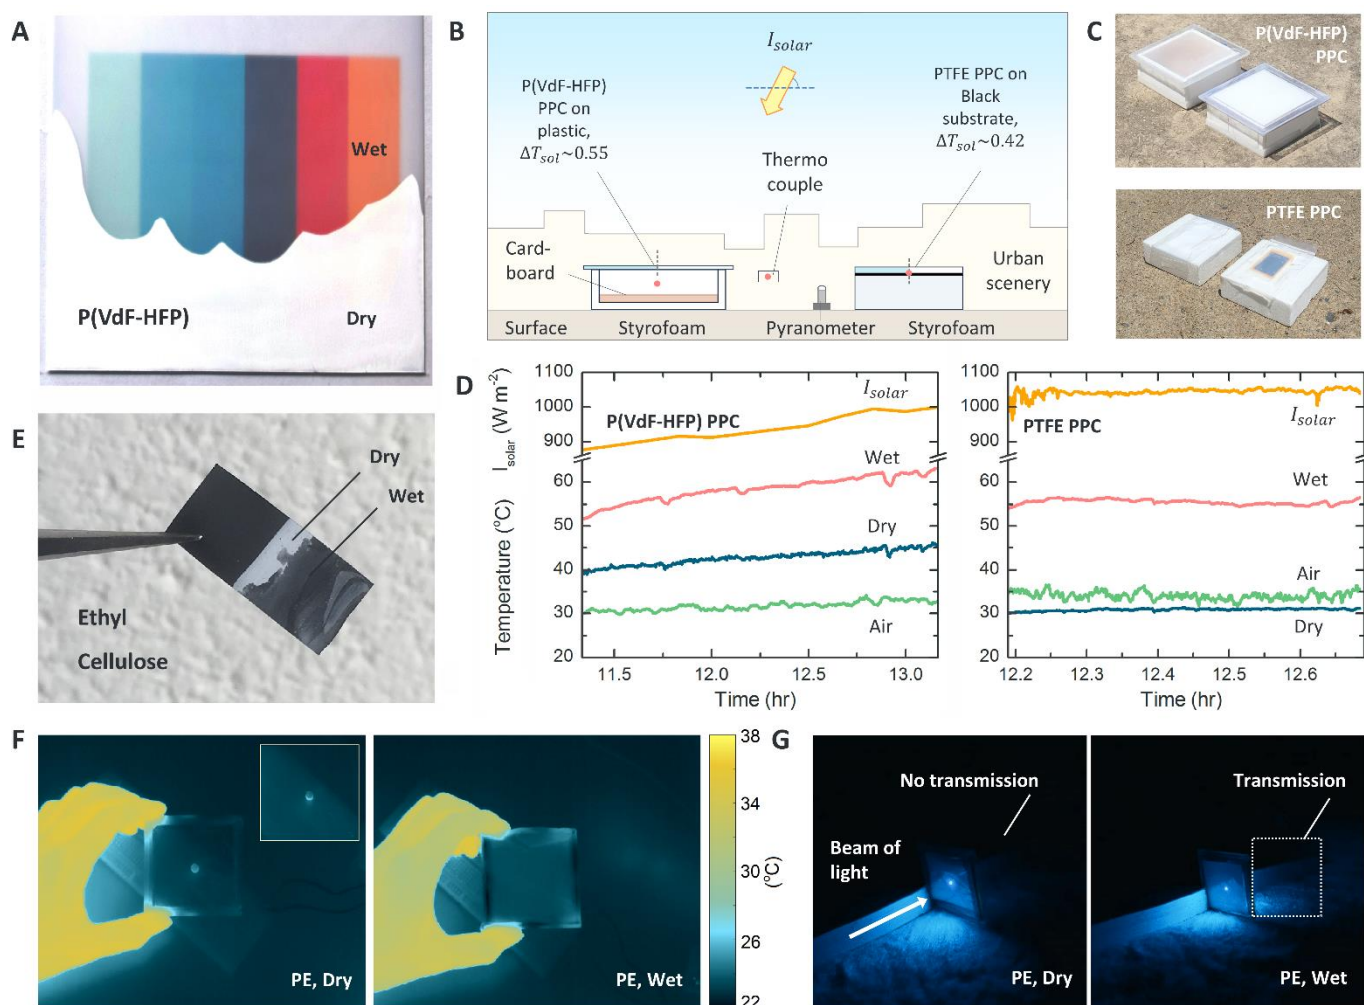 A
Wet
P(VdF-HFP)
Dry
B
I_solar
P(VdF-HFP)
PPC on
plastic,
ΔT_sol~0.55
Thermo
couple
PTFE PPC on
Black
substrate,
ΔT_sol~0.42
Card-
board
Urban
scenery
Surface
Styrofoam
Pyranometer
Styrofoam
C
P(VdF-HFP)
PPC
PTFE PPC
D
I_solar (W m⁻²)
Temperature (°C)
1100
1000
900
60
50
40
30
20
I_solar
P(VdF-HFP) PPC
Wet
Dry
Air
11.5 12.0 12.5 13.0
Time (hr)
1100
1000
900
60
50
40
30
20
I_solar
PTFE PPC
Wet
Air
Dry
12.2 12.3 12.4 12.5 12.6
Time (hr)
E
Dry
Wet
Ethyl
Cellulose
F
PE, Dry
PE, Wet
38
34
30
26
22
(°C)
G
No transmission
Beam of
light
PE, Dry
Transmission
PE, Wet